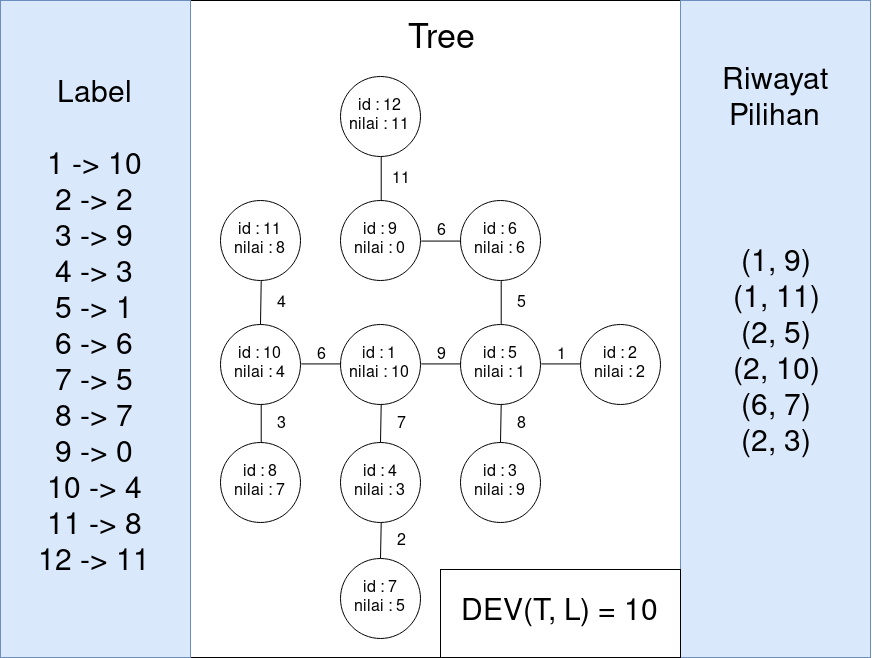 Label
1 -> 10
2 -> 2
3 -> 9
4 -> 3
5 -> 1
6 -> 6
7 -> 5
8 -> 7
9 -> 0
10 -> 4
11 -> 8
12 -> 11
Tree
id : 12
nilai : 11
11
id : 11
nilai : 8
id : 9
nilai : 0
6
id : 6
nilai : 6
4
5
id : 10
nilai : 4
6
id : 1
nilai : 10
9
id : 5
nilai : 1
1
id : 2
nilai : 2
3
7
8
id : 8
nilai : 7
id : 4
nilai : 3
id : 3
nilai : 9
2
id : 7
nilai : 5
DEV(T, L) = 10
Riwayat
Pilihan
(1, 9)
(1, 11)
(2, 5)
(2, 10)
(6, 7)
(2, 3)